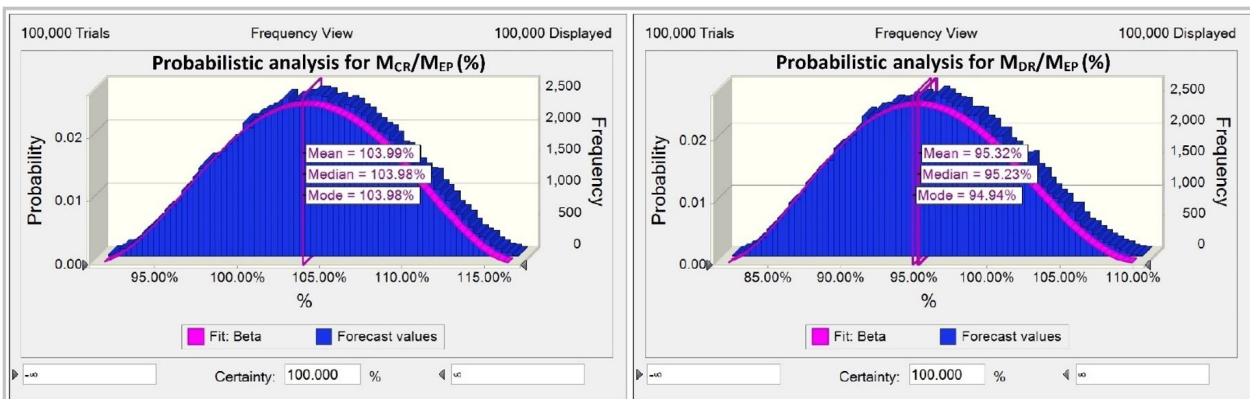 100,000 Trials Frequency View 100,000 Displayed
Probabilistic analysis for MCR/MEP (%)
Probability
0.02
0.01
0.00
2,500
2,000
1,500
1,000
500
0
Frequency
Mean = 103.99%
Median = 103.98%
Mode = 103.98%
95.00% 100.00% 105.00% 110.00% 115.00%
%
Fit: Beta Forecast values
-∞ Certainty: 100.000 % ∞
100,000 Trials Frequency View 100,000 Displayed
Probabilistic analysis for MDR/MEP (%)
Probability
0.02
0.01
0.00
2,500
2,000
1,500
1,000
500
0
Frequency
Mean = 95.32%
Median = 95.23%
Mode = 94.94%
85.00% 90.00% 95.00% 100.00% 105.00% 110.00%
%
Fit: Beta Forecast values
-∞ Certainty: 100.000 % ∞